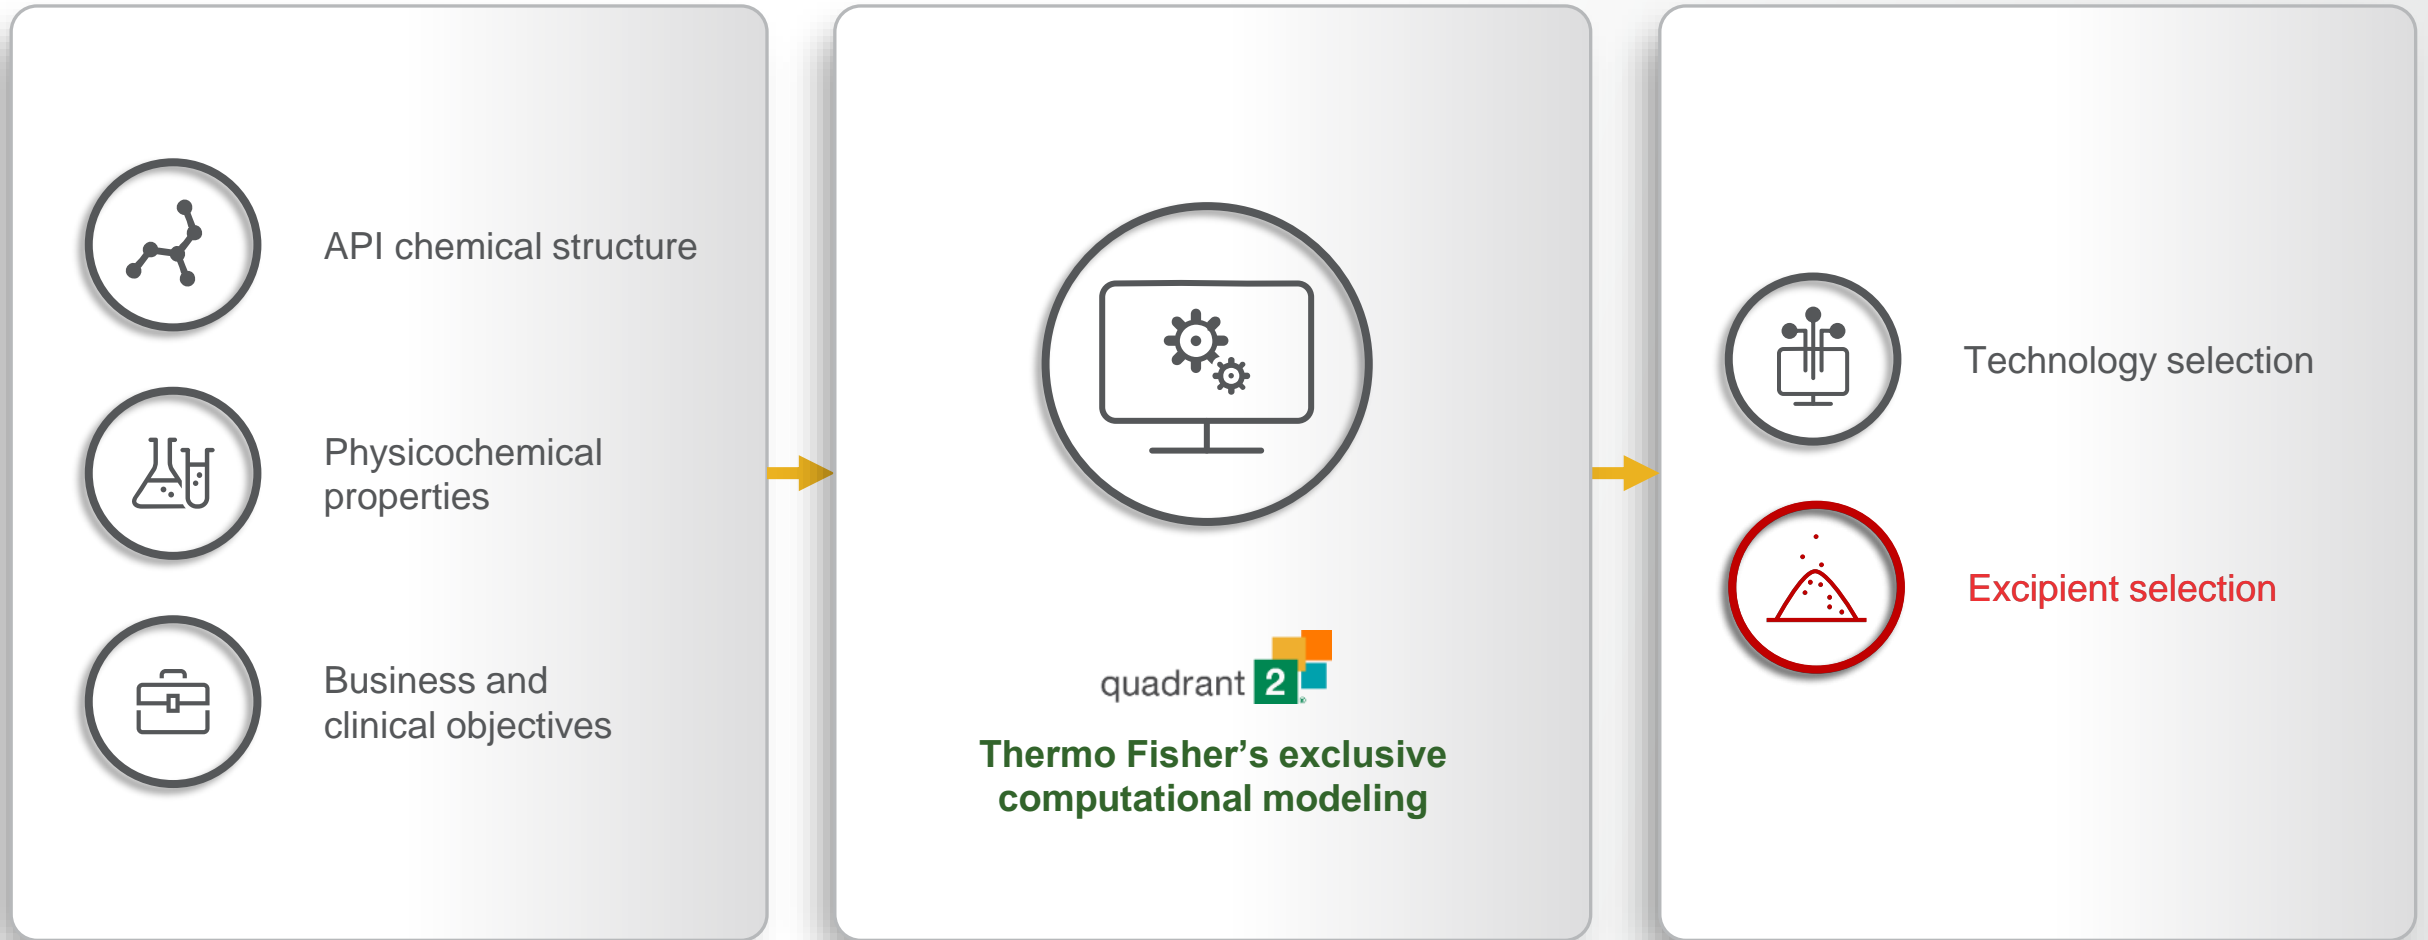 API chemical structure
Physicochemical
properties
Business and
clinical objectives
quadrant 2®
Thermo Fisher’s exclusive
computational modeling
Technology selection
Excipient selection